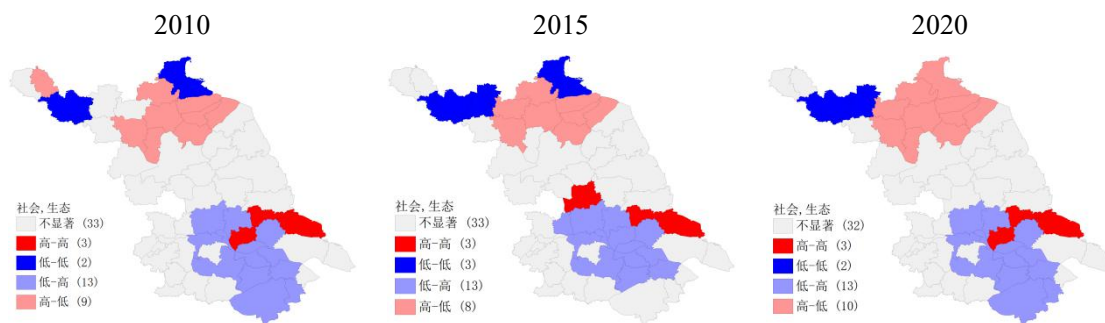 2010
2015
2020
社会,生态
不显著 (33)
高-高 (3)
低-低 (2)
低-高 (13)
高-低 (9)
社会,生态
不显著 (33)
高-高 (3)
低-低 (3)
低-高 (13)
高-低 (8)
社会,生态
不显著 (32)
高-高 (3)
低-低 (2)
低-高 (13)
高-低 (10)